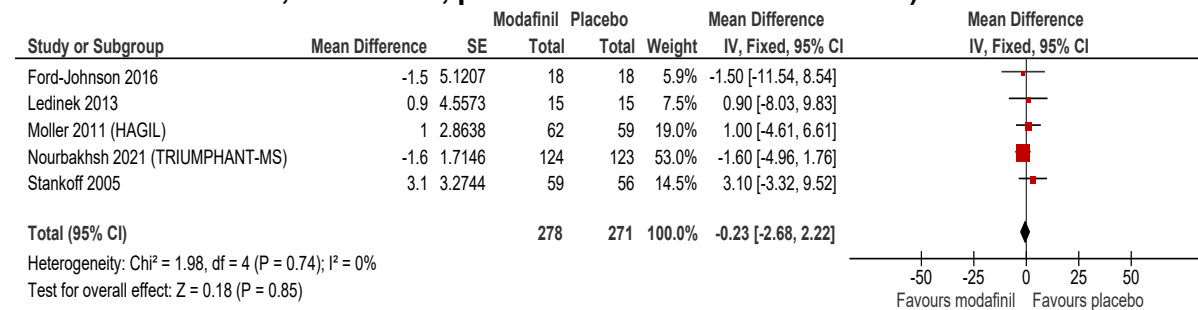 Modafinil Placebo Mean Difference Mean Difference
Study or Subgroup Mean Difference SE Total Total Weight IV, Fixed, 95% CI IV, Fixed, 95% CI
Ford-Johnson 2016 -1.5 5.1207 18 18 5.9% -1.50 [-11.54, 8.54]
Ledinek 2013 0.9 4.5573 15 15 7.5% 0.90 [-8.03, 9.83]
Moller 2011 (HAGIL) 1 2.8638 62 59 19.0% 1.00 [-4.61, 6.61]
Nourbakhsh 2021 (TRIUMPHANT-MS) -1.6 1.7146 124 123 53.0% -1.60 [-4.96, 1.76]
Stankoff 2005 3.1 3.2744 59 56 14.5% 3.10 [-3.32, 9.52]
Total (95% CI) 278 271 100.0% -0.23 [-2.68, 2.22]
Heterogeneity: Chi² = 1.98, df = 4 (P = 0.74); I² = 0%
Test for overall effect: Z = 0.18 (P = 0.85)
-50 -25 0 25 50
Favours modafinil Favours placebo